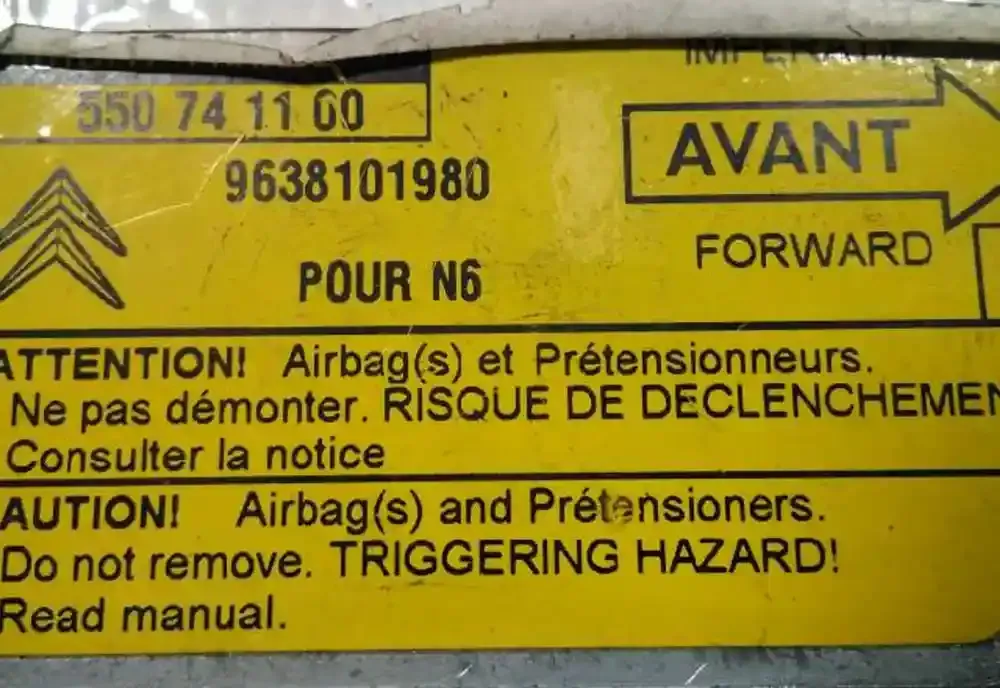 550 74 11 00
9638101980
POUR N6
AVANT
FORWARD
ATTENTION! Airbag(s) et Prétensionneurs.
Ne pas démonter. RISQUE DE DECLENCHEMEN
Consulter la notice
AUTION! Airbag(s) and Prétensioners.
Do not remove. TRIGGERING HAZARD!
Read manual.